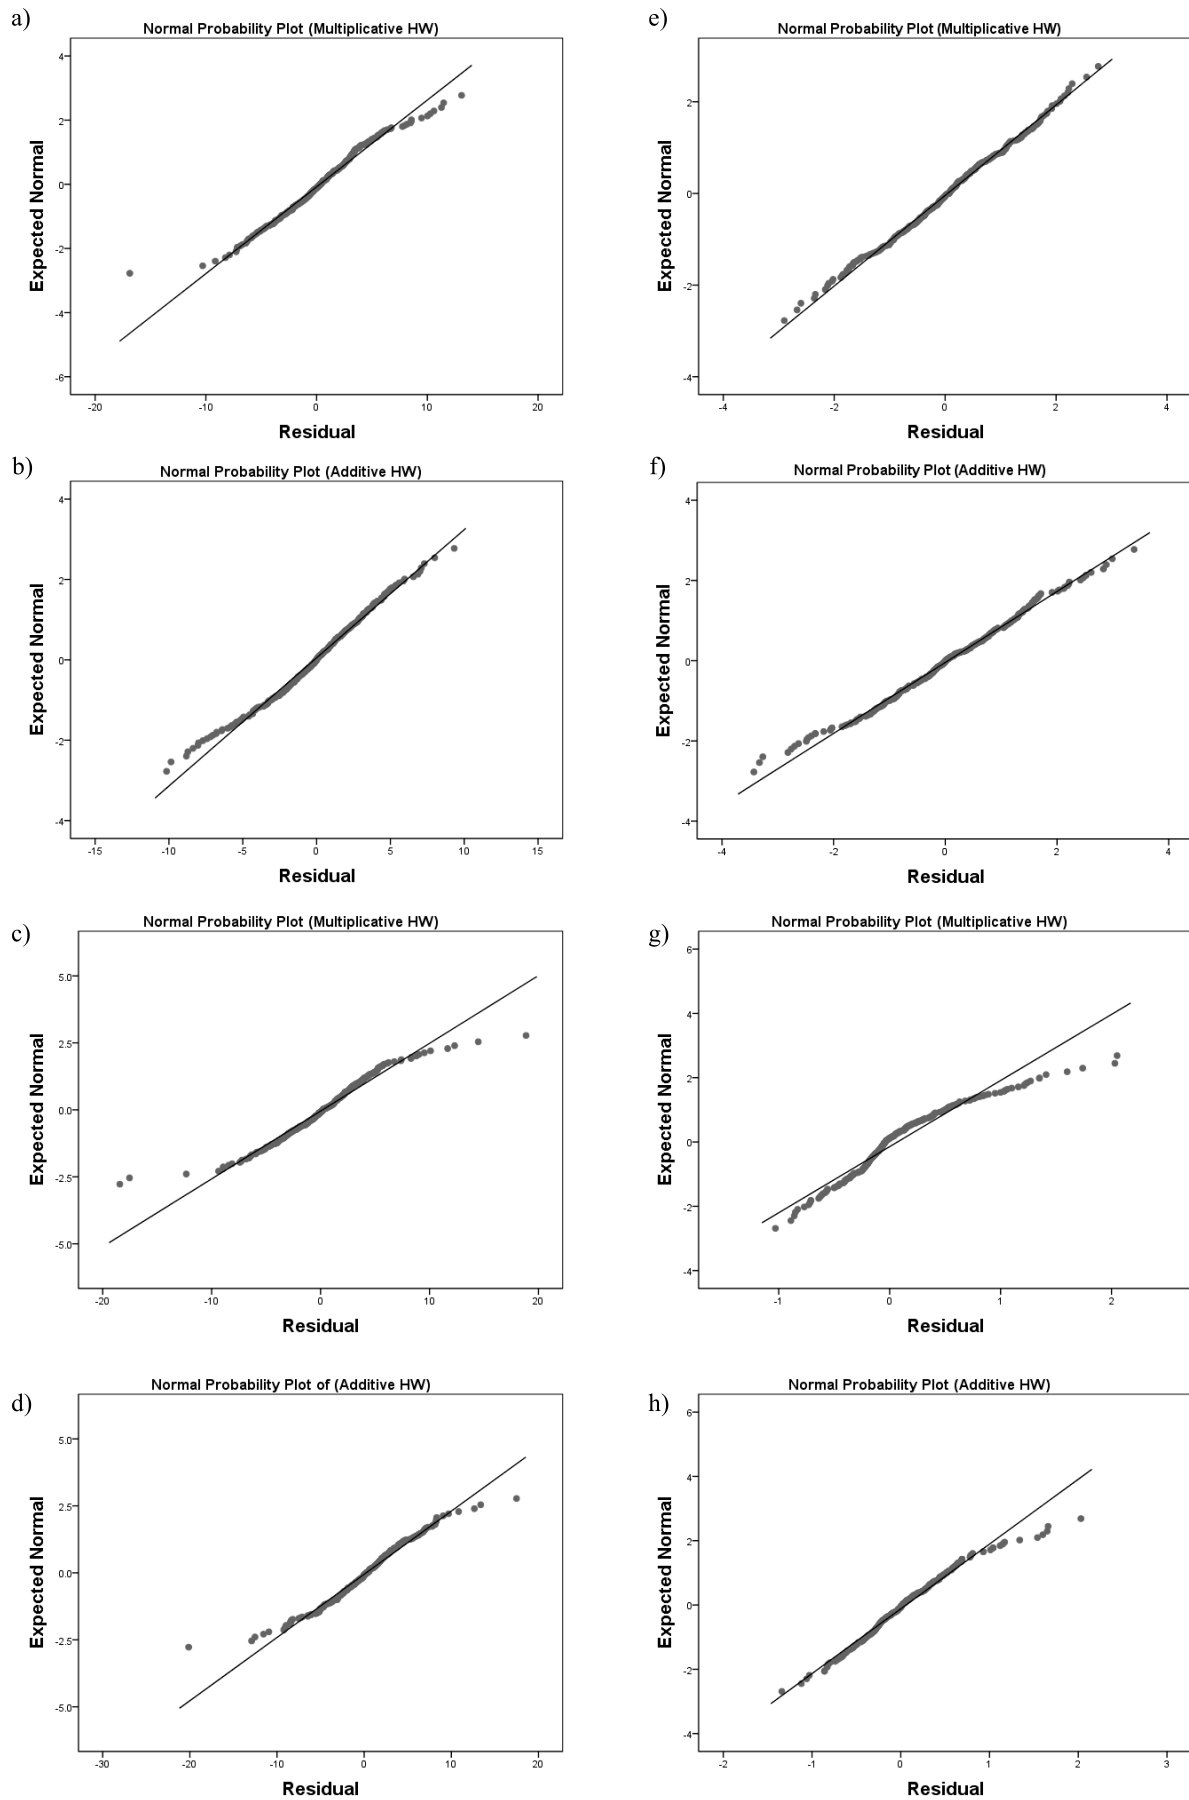 a)
Normal Probability Plot (Multiplicative HW)
4
2
0
-2
-4
-6
Expected Normal
-20 -10 0 10 20
Residual
e)
Normal Probability Plot (Multiplicative HW)
2
0
-2
-4
Expected Normal
-4 -2 0 2 4
Residual
b)
Normal Probability Plot (Additive HW)
4
2
0
-2
-4
Expected Normal
-15 -10 -5 0 5 10 15
Residual
f)
Normal Probability Plot (Additive HW)
4
2
0
-2
-4
Expected Normal
-4 -2 0 2 4
Residual
c)
Normal Probability Plot (Multiplicative HW)
5.0
2.5
0.0
-2.5
-5.0
Expected Normal
-20 -10 0 10 20
Residual
g)
Normal Probability Plot (Multiplicative HW)
6
4
2
0
-2
-4
Expected Normal
-1 0 1 2
Residual
d)
Normal Probability Plot of (Additive HW)
5.0
2.5
0.0
-2.5
-5.0
Expected Normal
-30 -20 -10 0 10 20
Residual
h)
Normal Probability Plot (Additive HW)
6
4
2
0
-2
-4
Expected Normal
-2 -1 0 1 2 3
Residual